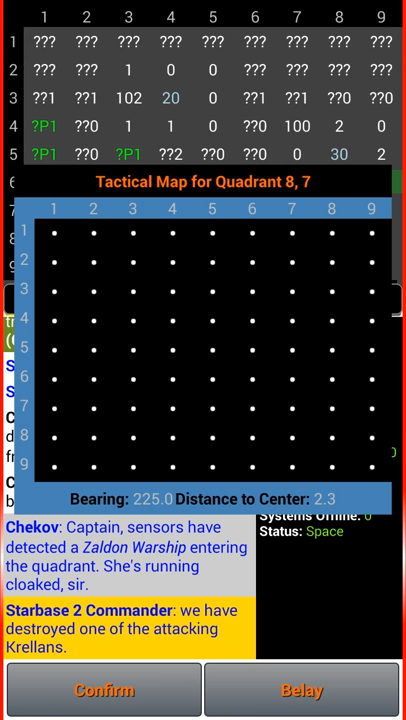 1 2 3 4 5 6 7 8 9
1 ??? ??? ??? ??? ??? ??? ??? ??? ???
2 ??? ??? 1 0 0 ??? ??? ??? ???
3 ??1 ??1 102 20 0 ??1 ??1 ??0 ??0
4 ?P1 ??0 1 1 0 ??0 100 2 0
5 ?P1 ??0 ?P1 ??2 ??0 ??0 0 30 2
6
Tactical Map for Quadrant 8, 7
1 2 3 4 5 6 7 8 9
1
2
3
4
5
6
7
8
9
Bearing: 225.0 Distance to Center: 2.3
Systems Offline: 0
Status: Space
Chekov: Captain, sensors have
detected a Zaldon Warship entering
the quadrant. She's running
cloaked, sir.
Starbase 2 Commander: we have
destroyed one of the attacking
Krellans.
Confirm
Belay